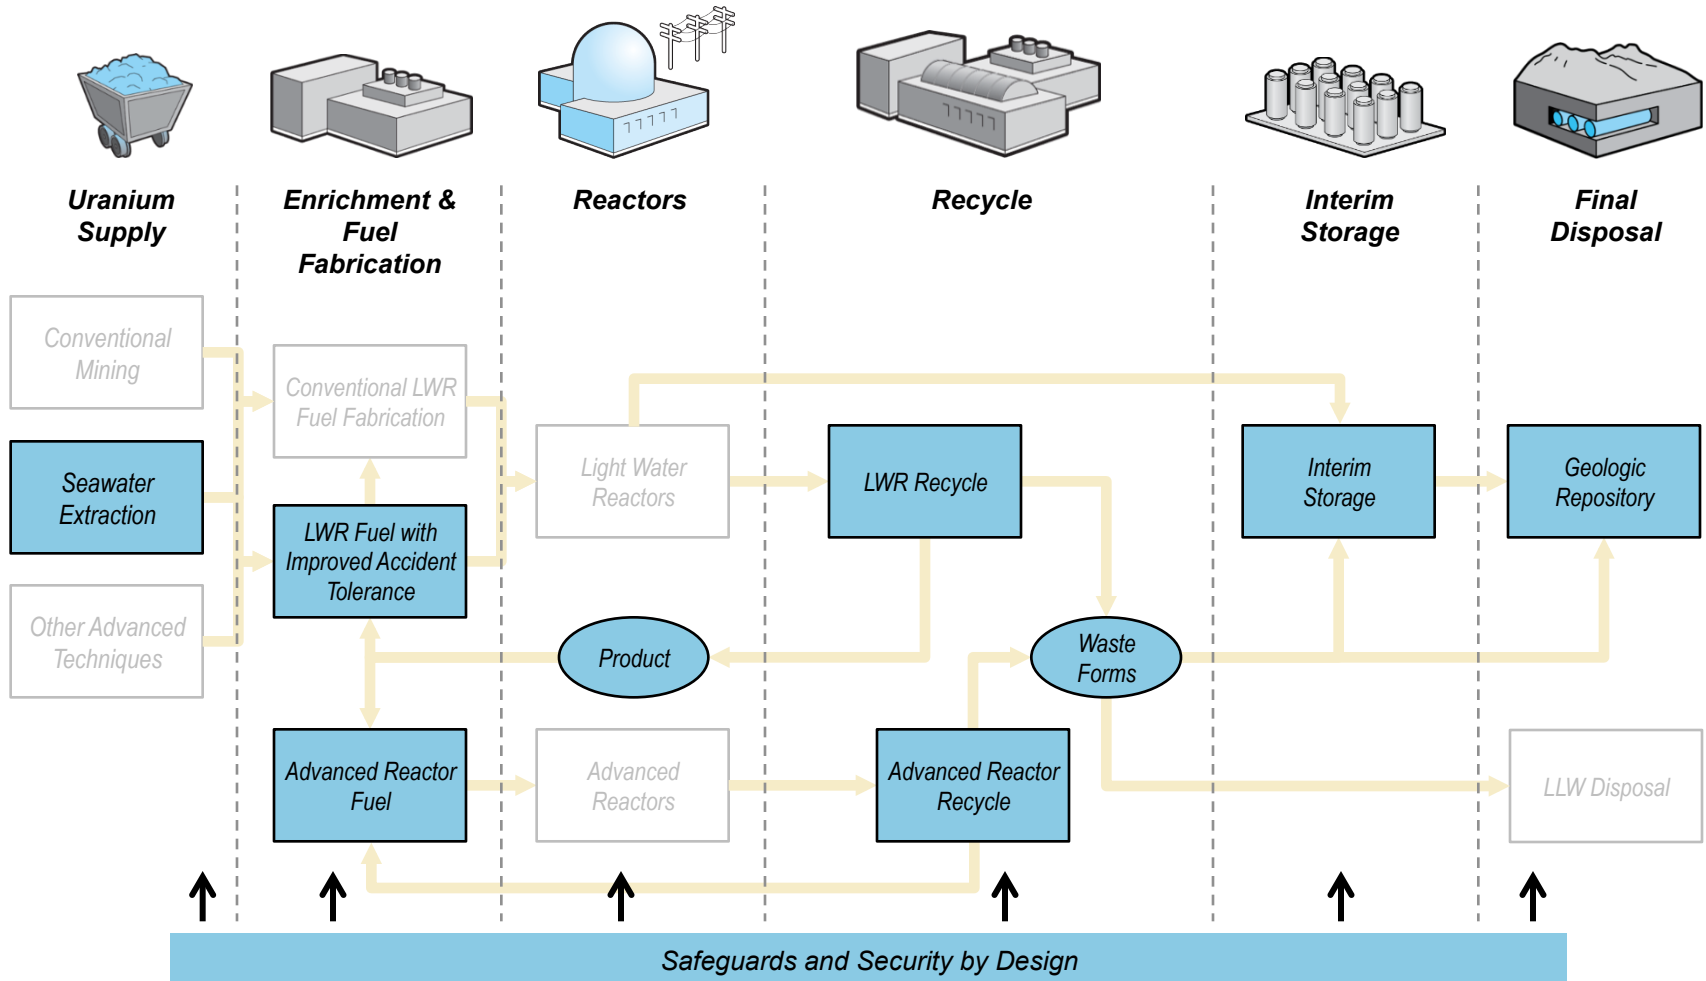 Uranium
Supply
Enrichment &
Fuel
Fabrication
Reactors
Recycle
Interim
Storage
Final
Disposal
Conventional
Mining
Seawater
Extraction
Other Advanced
Techniques
Conventional LWR
Fuel Fabrication
LWR Fuel with
Improved Accident
Tolerance
Advanced Reactor
Fuel
Light Water
Reactors
Product
Advanced
Reactors
LWR Recycle
Waste
Forms
Advanced Reactor
Recycle
Interim
Storage
Geologic
Repository
LLW Disposal
Safeguards and Security by Design